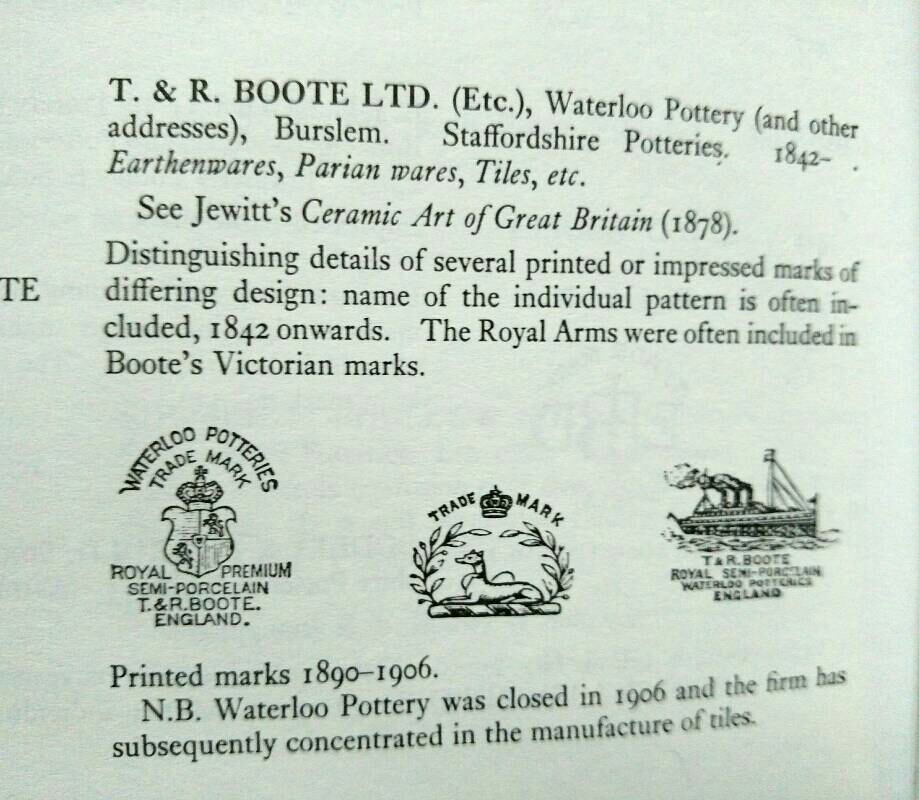 T. & R. BOOTE LTD. (Etc.), Waterloo Pottery (and other
addresses), Burslem. Staffordshire Potteries. 1842– .
Earthenwares, Parian wares, Tiles, etc.
See Jewitt's Ceramic Art of Great Britain (1878).
Distinguishing details of several printed or impressed marks of
TE differing design: name of the individual pattern is often in-
cluded, 1842 onwards. The Royal Arms were often included in
Boote's Victorian marks.
WATERLOO POTTERIES
TRADE MARK
ROYAL PREMIUM
SEMI-PORCELAIN
T.&R.BOOTE.
ENGLAND.
TRADE MARK
T&R.BOOTE
ROYAL SEMI-PORCELAIN
WATERLOO POTTERIES
ENGLAND
Printed marks 1890–1906.
N.B. Waterloo Pottery was closed in 1906 and the firm has
subsequently concentrated in the manufacture of tiles.